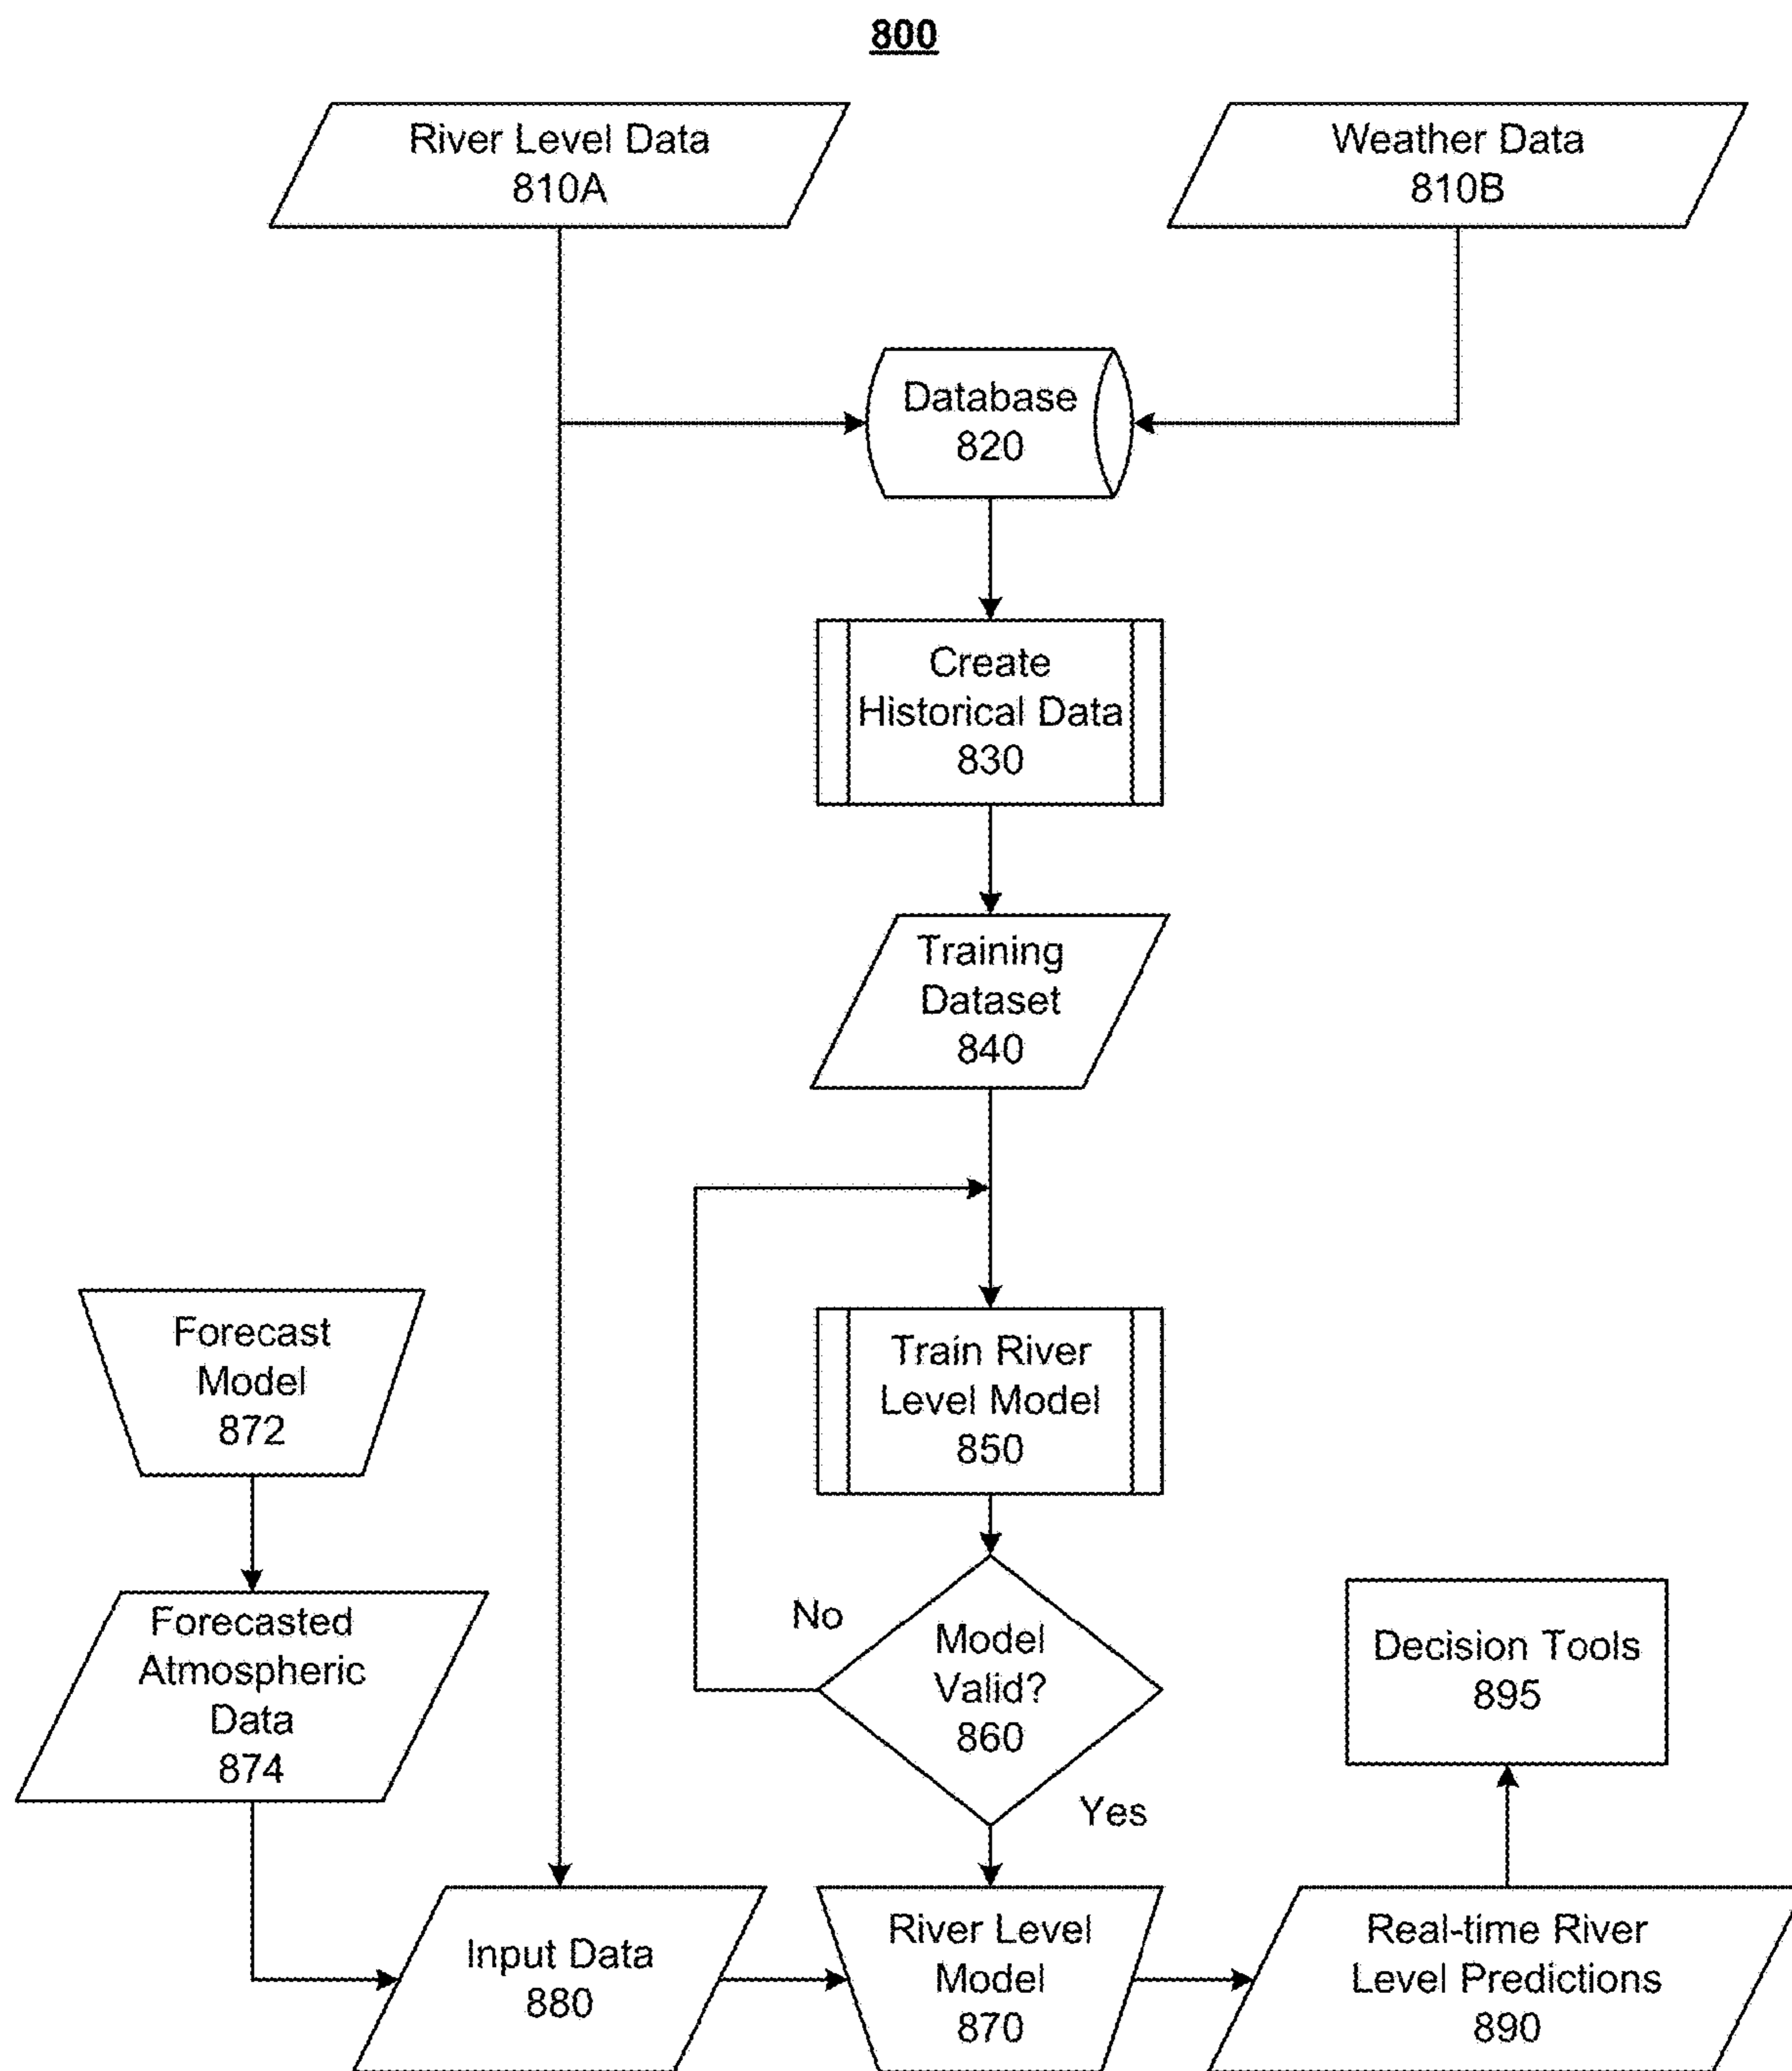 800
River Level Data
810A
Weather Data
810B
Database
820
Create
Historical Data
830
Training
Dataset
840
Forecast
Model
872
Train River
Level Model
850
Forecasted
Atmospheric
Data
874
No
Model
Valid?
860
Yes
Decision Tools
895
Input Data
880
River Level
Model
870
Real-time River
Level Predictions
890